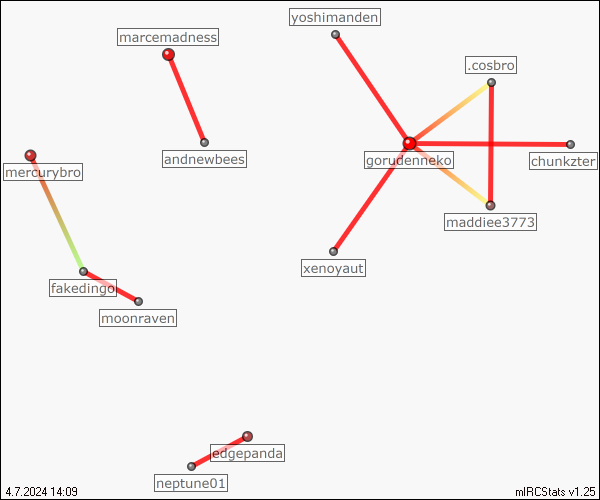 yoshimanden
marcemadness
.cosbro
andnewbees
gorudenneko
chunkzter
mercurybro
maddiee3773
xenoyaut
fakedingo
moonraven
edgepanda
neptune01
4.7.2024 14:09
mIRCStats v1.25